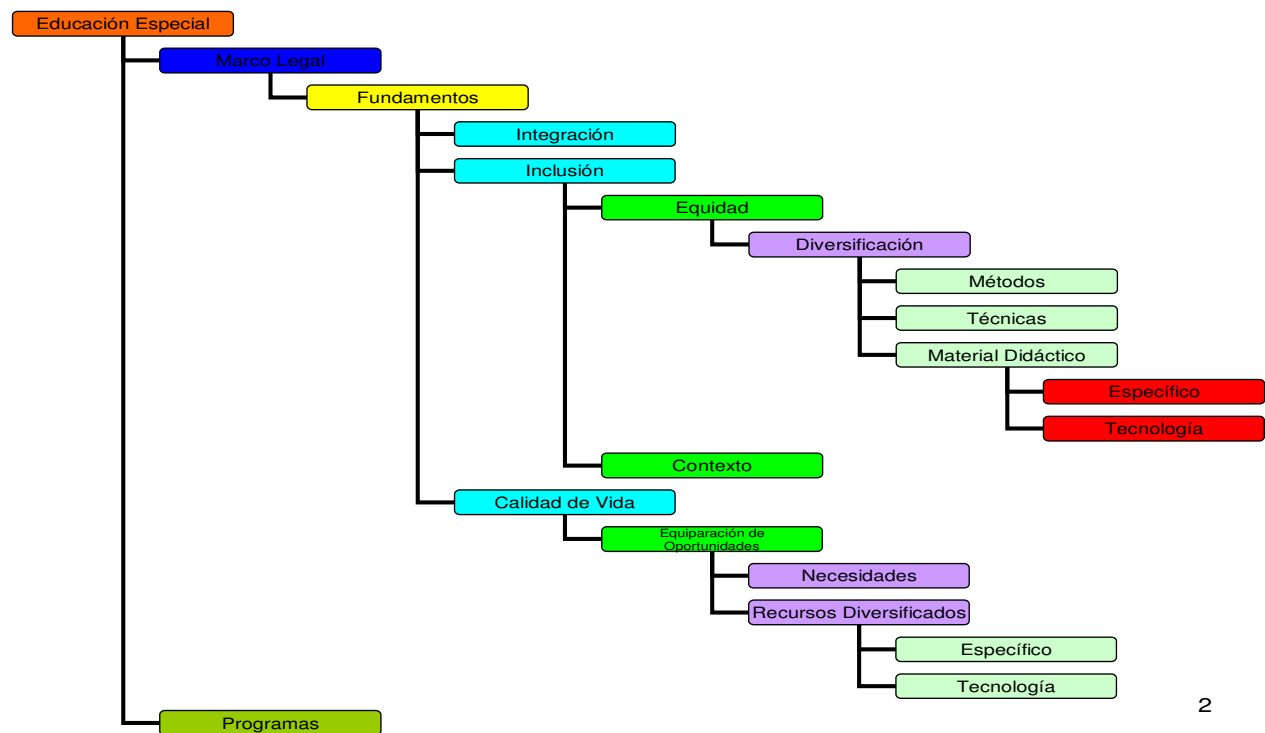 Educación Especial
Marco Legal
Fundamentos
Integración
Inclusión
Equidad
Diversificación
Métodos
Técnicas
Material Didáctico
Específico
Tecnología
Contexto
Calidad de Vida
Equiparación de
Oportunidades
Necesidades
Recursos Diversificados
Específico
Tecnología
2
Programas